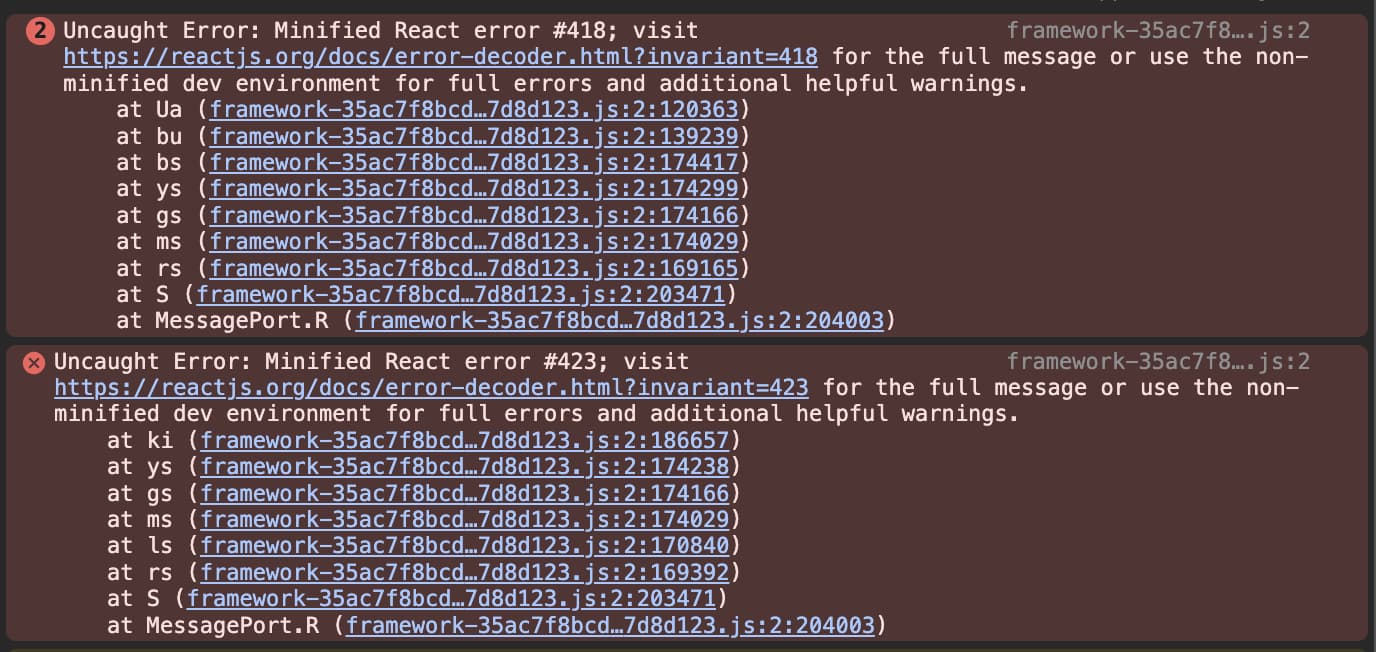 2 Uncaught Error: Minified React error #418; visit framework-35ac7f8….js:2
https://reactjs.org/docs/error-decoder.html?invariant=418 for the full message or use the non-
minified dev environment for full errors and additional helpful warnings.
at Ua (framework-35ac7f8bcd…7d8d123.js:2:120363)
at bu (framework-35ac7f8bcd…7d8d123.js:2:139239)
at bs (framework-35ac7f8bcd…7d8d123.js:2:174417)
at ys (framework-35ac7f8bcd…7d8d123.js:2:174299)
at gs (framework-35ac7f8bcd…7d8d123.js:2:174166)
at ms (framework-35ac7f8bcd…7d8d123.js:2:174029)
at rs (framework-35ac7f8bcd…7d8d123.js:2:169165)
at S (framework-35ac7f8bcd…7d8d123.js:2:203471)
at MessagePort.R (framework-35ac7f8bcd…7d8d123.js:2:204003)
Uncaught Error: Minified React error #423; visit framework-35ac7f8….js:2
https://reactjs.org/docs/error-decoder.html?invariant=423 for the full message or use the non-
minified dev environment for full errors and additional helpful warnings.
at ki (framework-35ac7f8bcd…7d8d123.js:2:186657)
at ys (framework-35ac7f8bcd…7d8d123.js:2:174238)
at gs (framework-35ac7f8bcd…7d8d123.js:2:174166)
at ms (framework-35ac7f8bcd…7d8d123.js:2:174029)
at ls (framework-35ac7f8bcd…7d8d123.js:2:170840)
at rs (framework-35ac7f8bcd…7d8d123.js:2:169392)
at S (framework-35ac7f8bcd…7d8d123.js:2:203471)
at MessagePort.R (framework-35ac7f8bcd…7d8d123.js:2:204003)